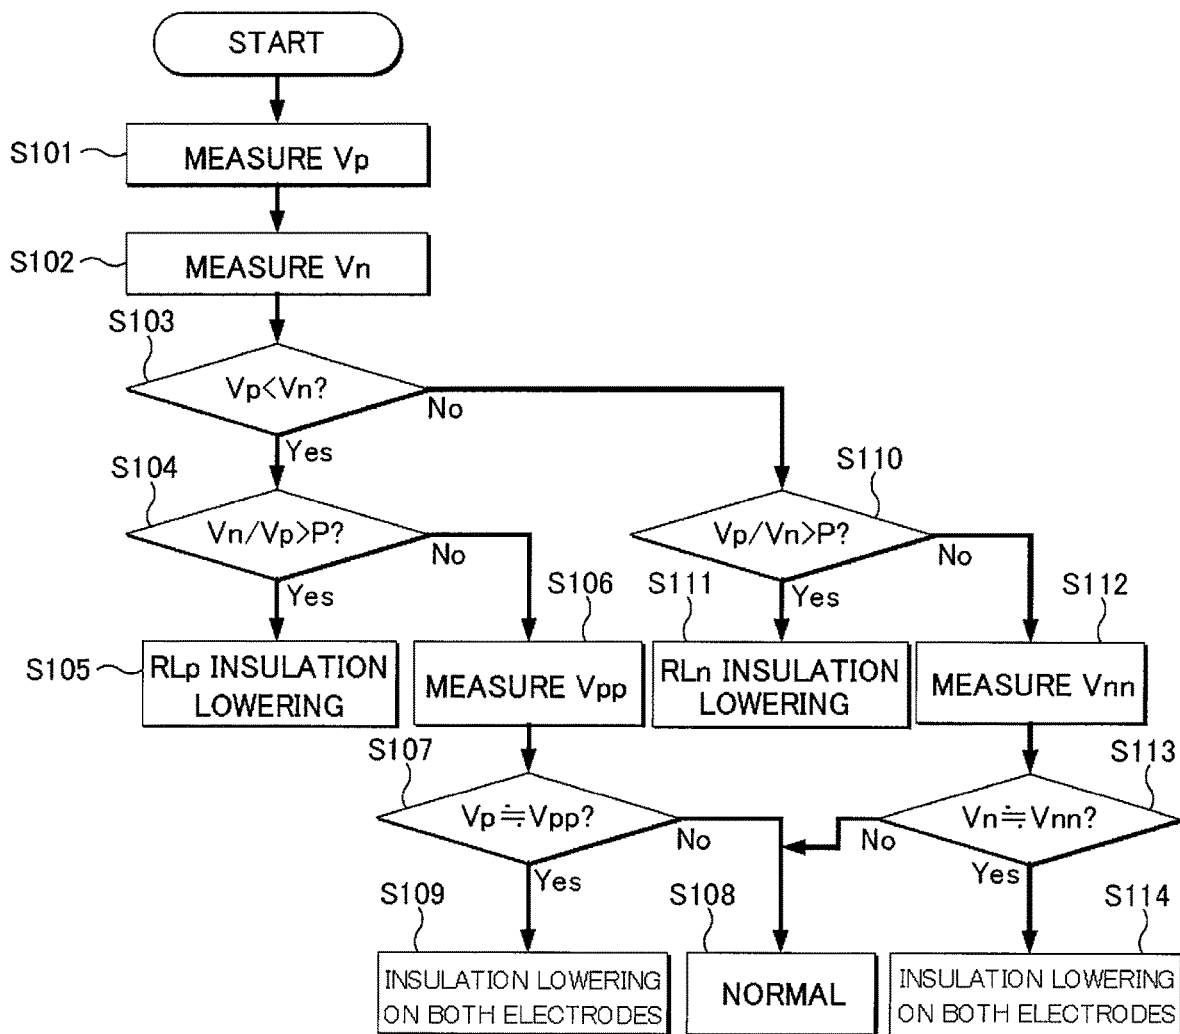 START
S101
MEASURE Vp
S102
MEASURE Vn
S103
Vp<Vn?
No
Yes
S104
Vn/Vp>P?
No
Yes
S110
Vp/Vn>P?
No
Yes
S105
RLp INSULATION
LOWERING
S106
MEASURE Vpp
S111
RLn INSULATION
LOWERING
S112
MEASURE Vnn
S107
Vp≒Vpp?
No
Yes
S113
Vn≒Vnn?
No
Yes
S109
INSULATION LOWERING
ON BOTH ELECTRODES
S108
NORMAL
S114
INSULATION LOWERING
ON BOTH ELECTRODES